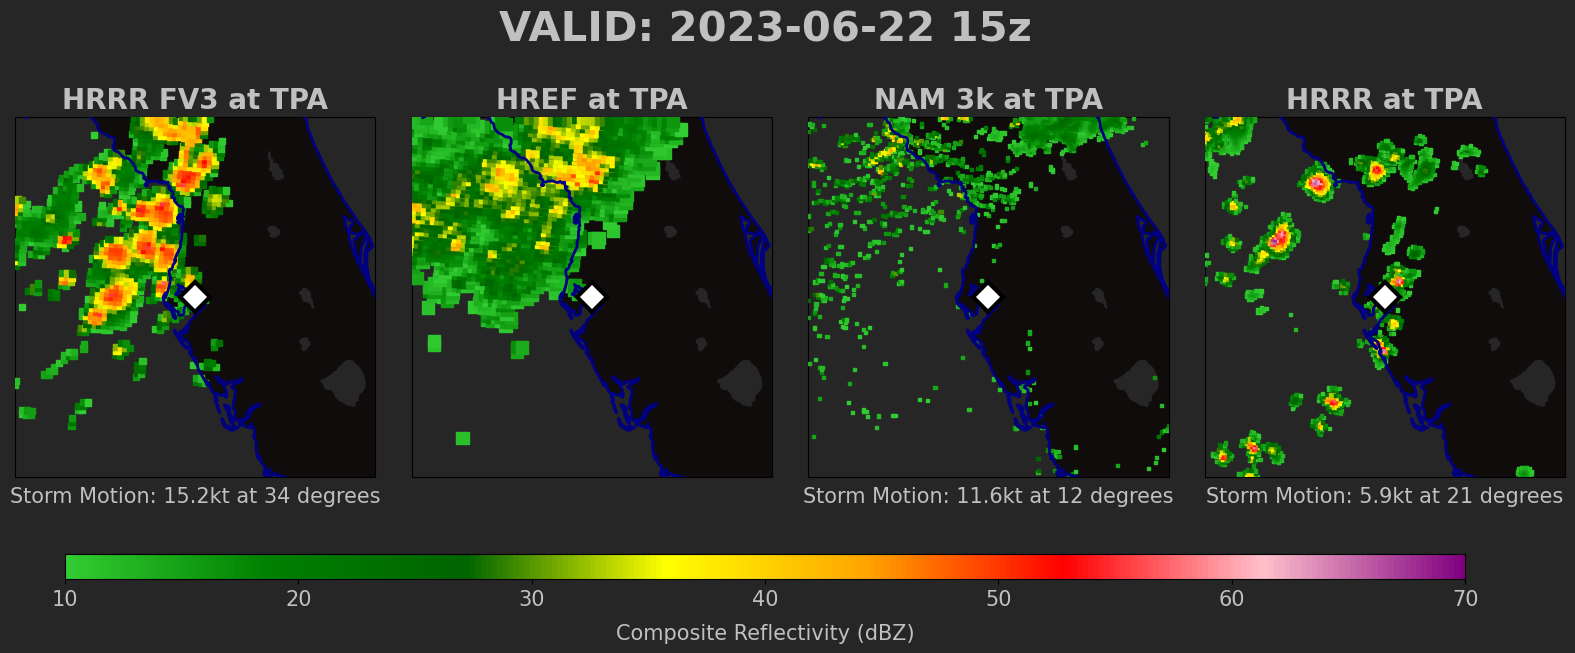 VALID: 2023-06-22 15z
HRRR FV3 at TPA
HREF at TPA
NAM 3k at TPA
HRRR at TPA
Storm Motion: 15.2kt at 34 degrees
Storm Motion: 11.6kt at 12 degrees
Storm Motion: 5.9kt at 21 degrees
10 20 30 40 50 60 70
Composite Reflectivity (dBZ)